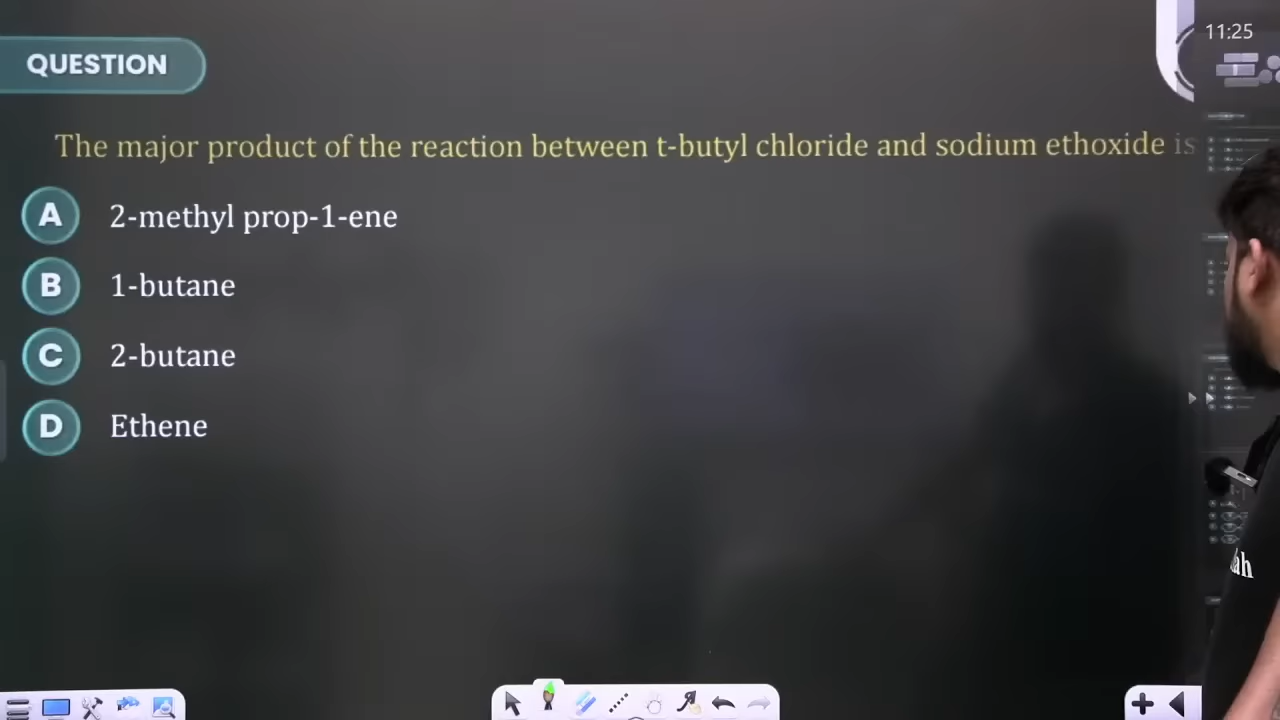 11:25
QUESTION
The major product of the reaction between t-butyl chloride and sodium ethoxide is
A 2-methyl prop-1-ene
B 1-butane
C 2-butane
D Ethene